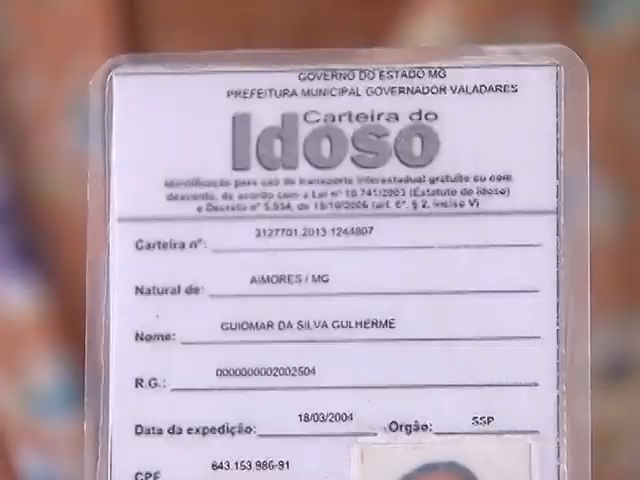 GOVERNO DO ESTADO MG
PREFEITURA MUNICIPAL GOVERNADOR VALADARES
Carteira do
Idoso
Identificação para uso de transporte interestadual gratuito ou com
desconto, de acordo com a Lei nº 10.741/2003 (Estatuto do Idoso)
e Decreto nº 5.934, de 18/10/2006 (art. 6º, § 2, inciso V)
Carteira nº: 3127701.2013.1244807
Natural de: AIMORES / MG
Nome: GUIOMAR DA SILVA GULHERME
R.G.: 0000000002002504
Data da expedição: 18/03/2004 Orgão: SSP
CPF 643.153.986-91